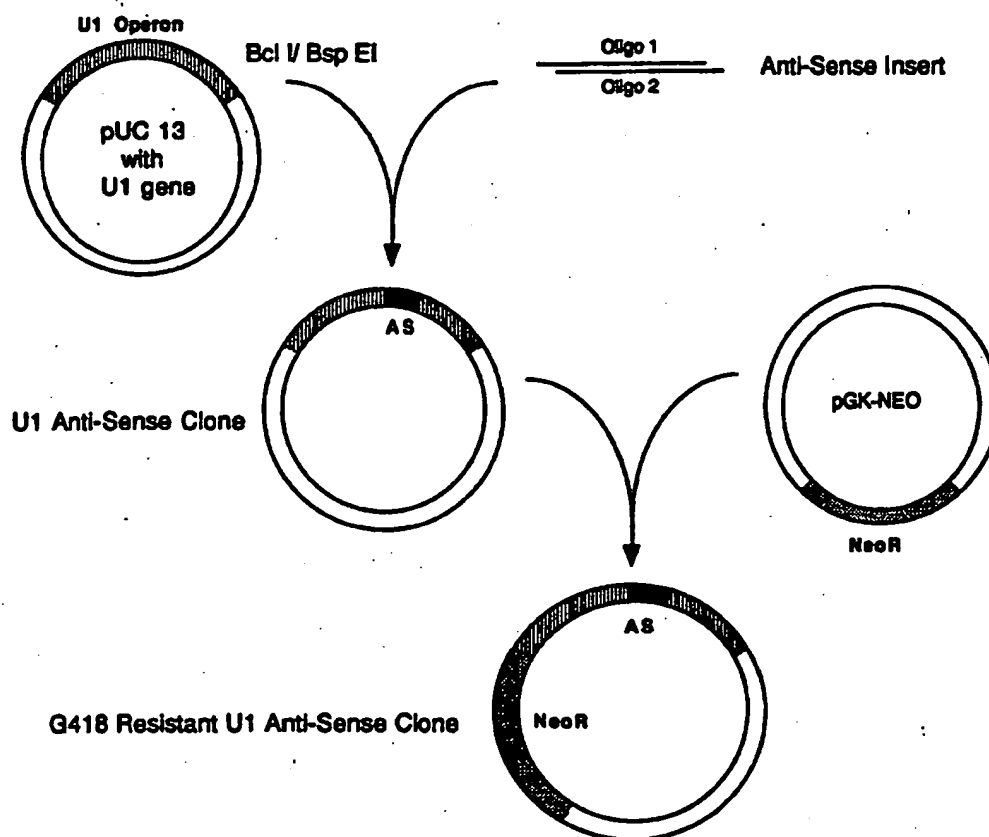 U1 Operon
Bcl I/ Bsp EI
Oligo 1
Oligo 2
Anti-Sense Insert
pUC 13
with
U1 gene
AS
U1 Anti-Sense Clone
pGK-NEO
NeoR
AS
NeoR
G418 Resistant U1 Anti-Sense Clone